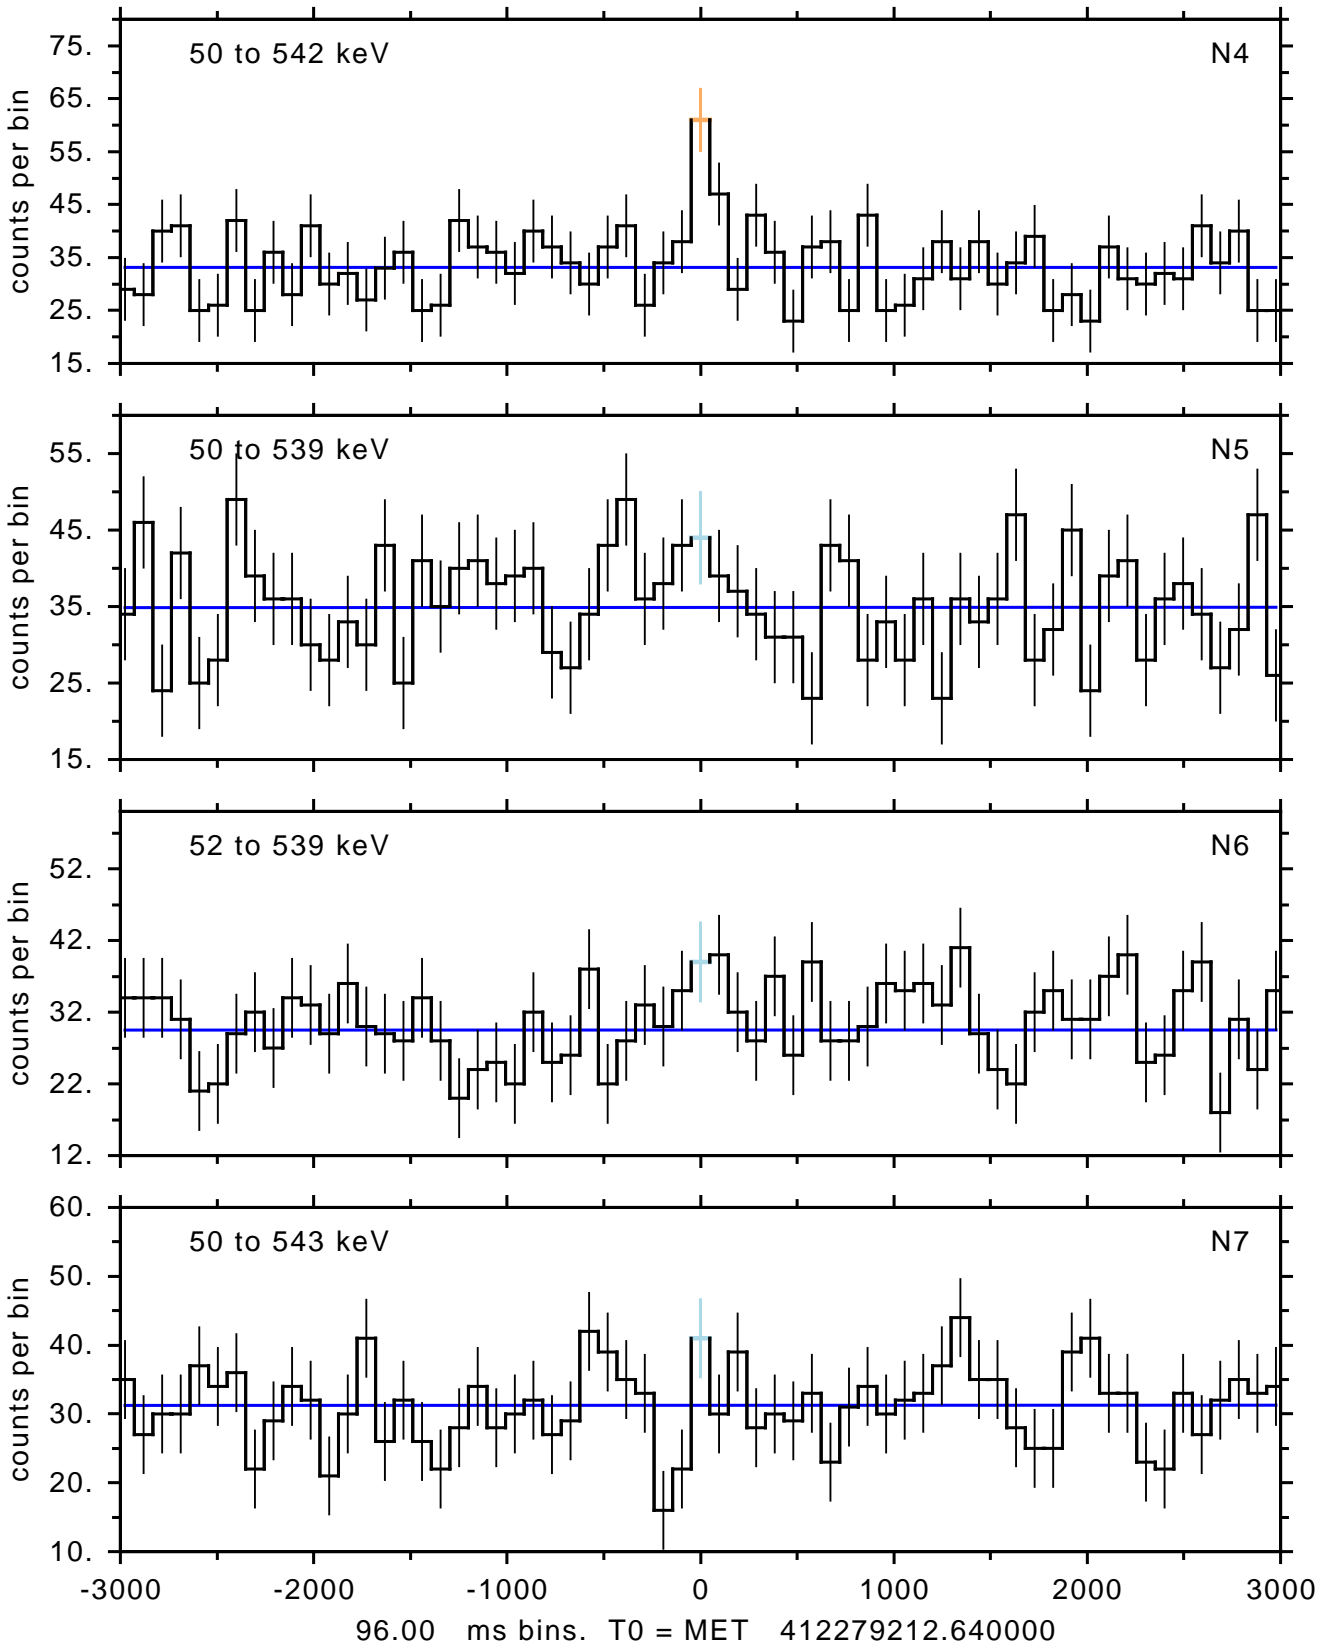 50 to 542 keV N4
75.
65.
55.
45.
35.
25.
15.
counts per bin
50 to 539 keV N5
55.
45.
35.
25.
15.
counts per bin
52 to 539 keV N6
52.
42.
32.
22.
12.
counts per bin
60.
50 to 543 keV N7
50.
40.
30.
20.
10.
counts per bin
-3000 -2000 -1000 0 1000 2000 3000
96.00 ms bins. T0 = MET 412279212.640000